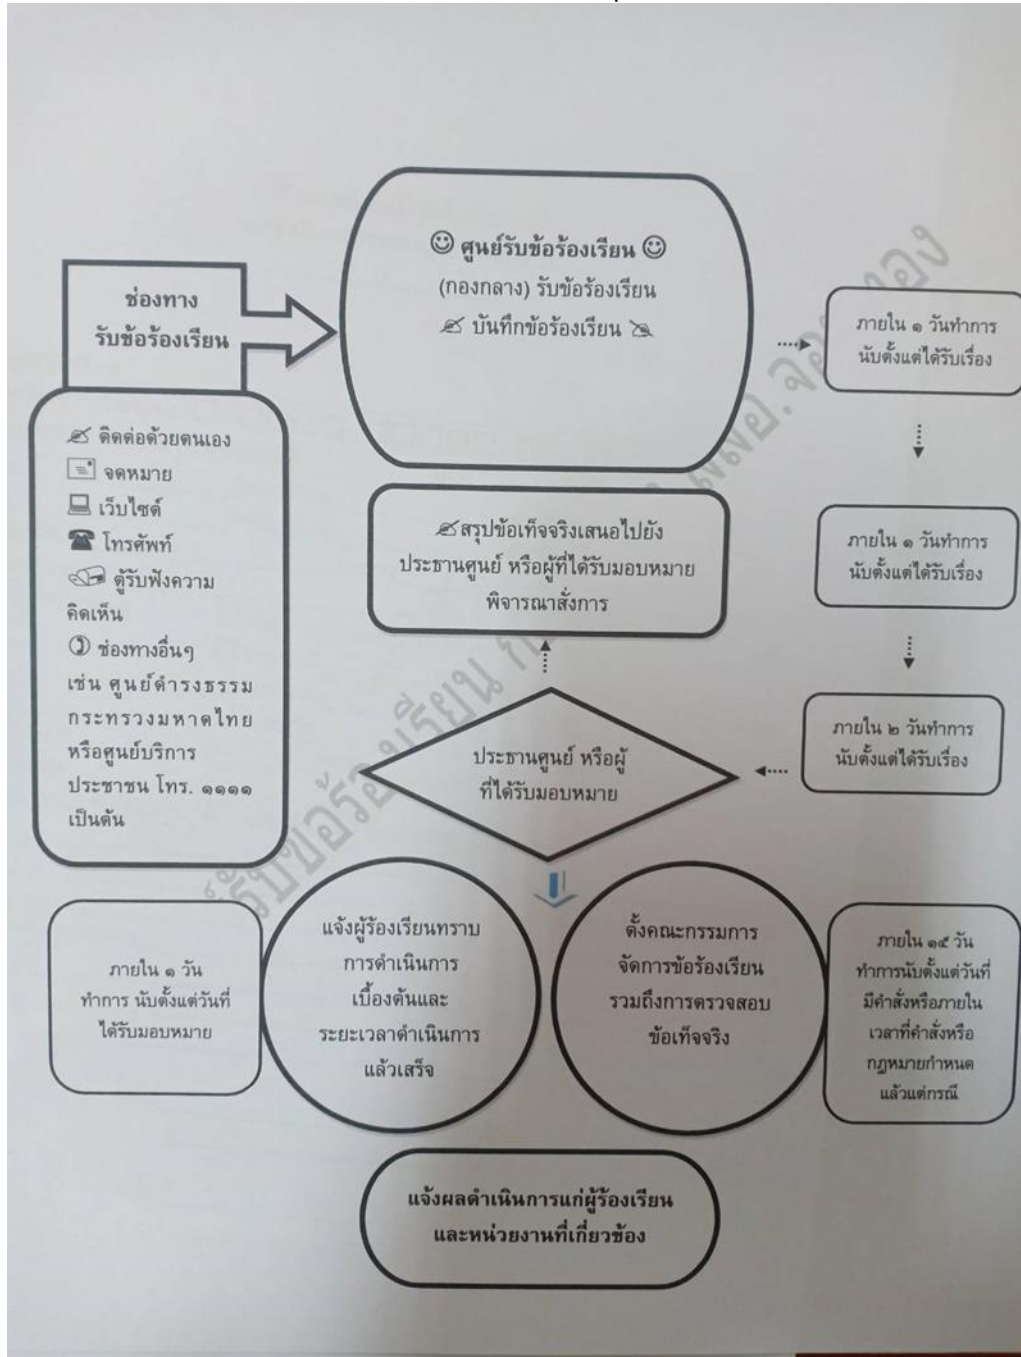 ☺ ศูนย์รับข้อร้องเรียน ☺
(กองกลาง) รับข้อร้องเรียน
บันทึกข้อร้องเรียน
ช่องทาง
รับข้อร้องเรียน
ติดต่อด้วยตนเอง
จดหมาย
เว็บไซต์
โทรศัพท์
ตู้รับฟังความ
คิดเห็น
ช่องทางอื่นๆ
เช่น ศูนย์ดำรงธรรม
กระทรวงมหาดไทย
หรือศูนย์บริการ
ประชาชน โทร. ๑๑๑๑
เป็นต้น
ภายใน ๑ วันทำการ
นับตั้งแต่ได้รับเรื่อง
สรุปข้อเท็จจริงเสนอไปยัง
ประธานศูนย์ หรือผู้ที่ได้รับมอบหมาย
พิจารณาสั่งการ
ภายใน ๑ วันทำการ
นับตั้งแต่ได้รับเรื่อง
ประธานศูนย์ หรือผู้
ที่ได้รับมอบหมาย
ภายใน ๒ วันทำการ
นับตั้งแต่ได้รับเรื่อง
ภายใน ๑ วัน
ทำการ นับตั้งแต่วันที่
ได้รับมอบหมาย
แจ้งผู้ร้องเรียนทราบ
การดำเนินการ
เบื้องต้นและ
ระยะเวลาดำเนินการ
แล้วเสร็จ
ตั้งคณะกรรมการ
จัดการข้อร้องเรียน
รวมถึงการตรวจสอบ
ข้อเท็จจริง
ภายใน ๑๕ วัน
ทำการนับตั้งแต่วันที่
มีคำสั่งหรือภายใน
เวลาที่คำสั่งหรือ
กฎหมายกำหนด
แล้วแต่กรณี
แจ้งผลดำเนินการแก่ผู้ร้องเรียน
และหน่วยงานที่เกี่ยวข้อง